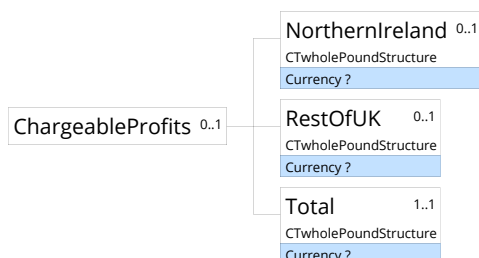 NorthernIreland 0..1
CTwholePoundStructure
Currency ?
ChargeableProfits 0..1
RestOfUK 0..1
CTwholePoundStructure
Currency ?
Total 1..1
CTwholePoundStructure
Currency ?